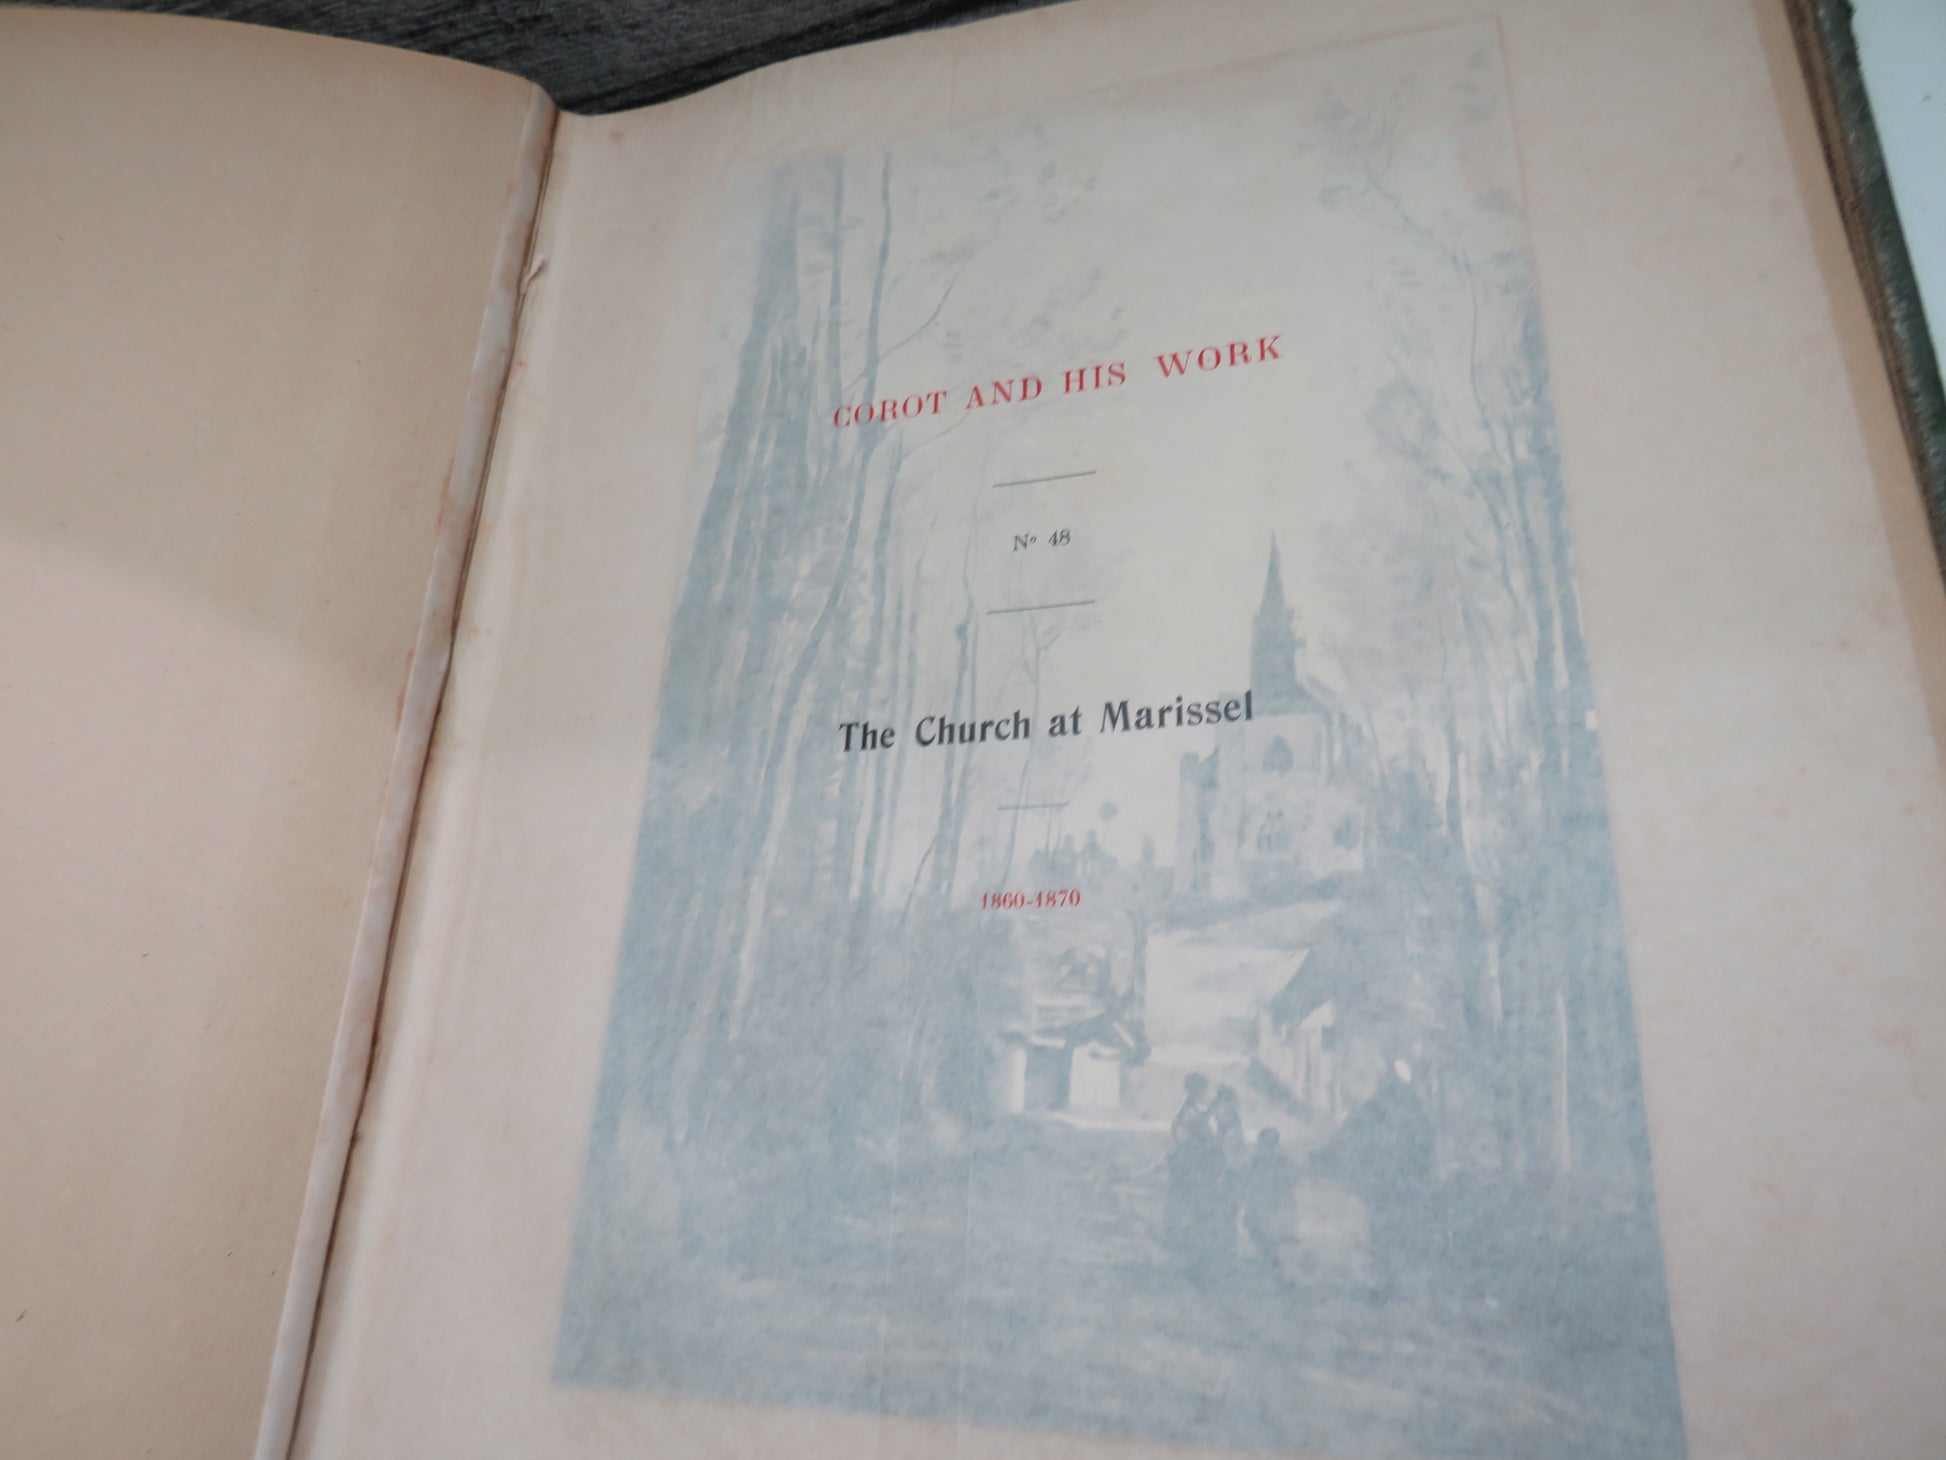 COROT AND HIS WORK
Nº 48
The Church at Marissel
1860-1870